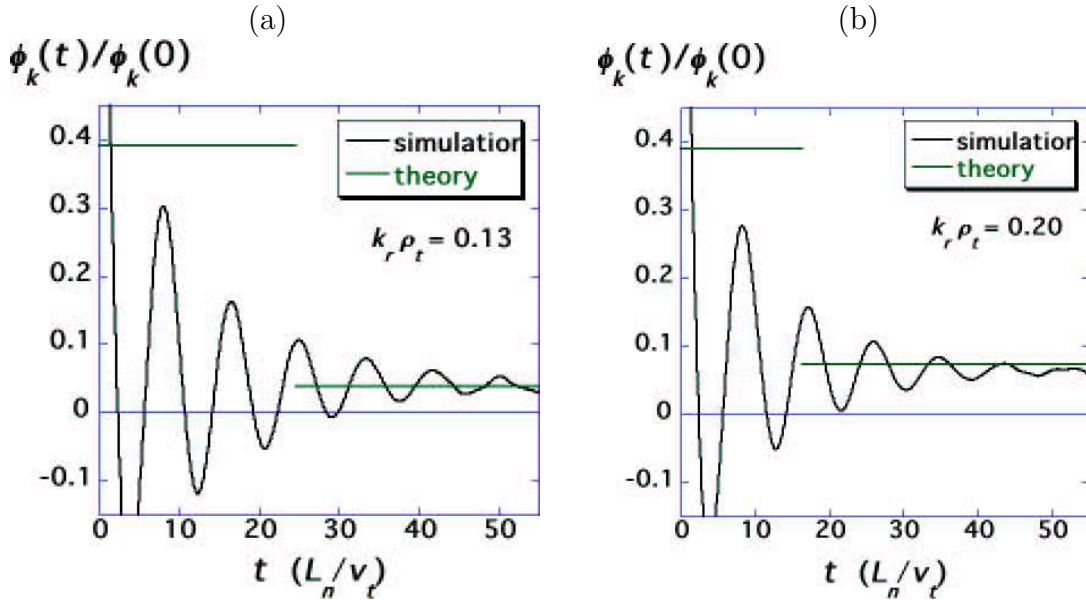 (a)
ϕk(t)/ϕk(0)
0.4
0.3
0.2
0.1
0
-0.1
simulation
theory
kr ρt = 0.13
0 10 20 30 40 50
t (Ln/vt)
(b)
ϕk(t)/ϕk(0)
0.4
0.3
0.2
0.1
0
-0.1
simulation
theory
kr ρt = 0.20
0 10 20 30 40 50
t (Ln/vt)